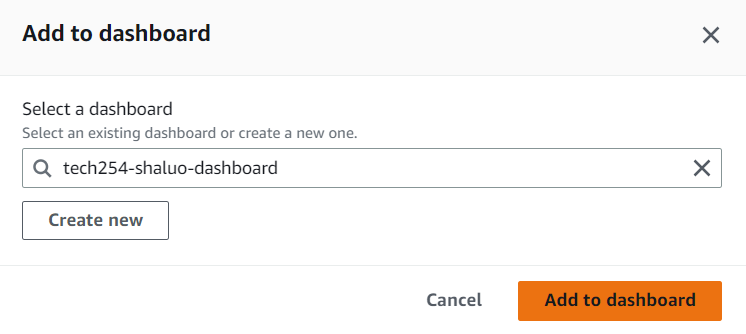 Add to dashboard
Select a dashboard
Select an existing dashboard or create a new one.
tech254-shaluo-dashboard
Create new
Cancel
Add to dashboard